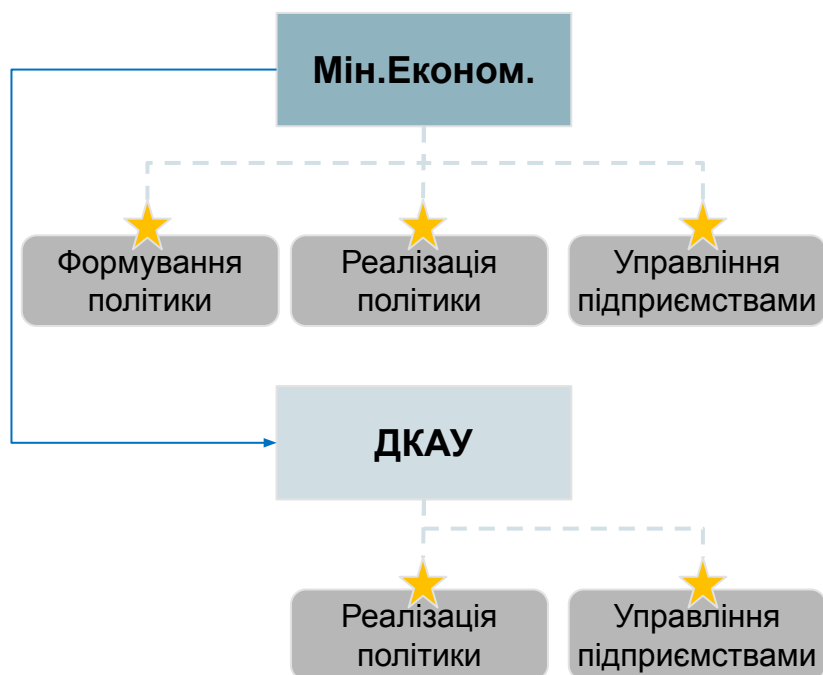 Мін.Економ.
Формування
політики
Реалізація
політики
Управління
підприємствами
ДКАУ
Реалізація
політики
Управління
підприємствами